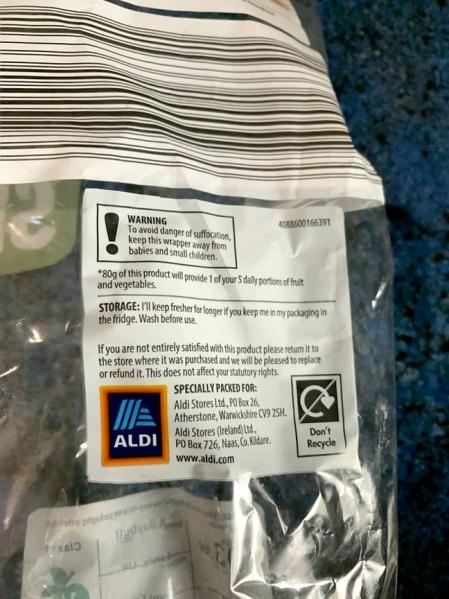 WARNING
To avoid danger of suffocation,
keep this wrapper away from
babies and small children.
4088600166391
*80g of this product will provide 1 of your 5 daily portions of fruit
and vegetables.
STORAGE: I'll keep fresher for longer if you keep me in my packaging in
the fridge. Wash before use.
If you are not entirely satisfied with this product please return it to
the store where it was purchased and we will be pleased to replace
or refund it. This does not affect your statutory rights.
SPECIALLY PACKED FOR:
Aldi Stores Ltd., PO Box 26,
Atherstone, Warwickshire CV9 2SH.
Aldi Stores (Ireland) Ltd.,
PO Box 726, Naas, Co. Kildare.
www.aldi.com
ALDI
Don't
Recycle
Class